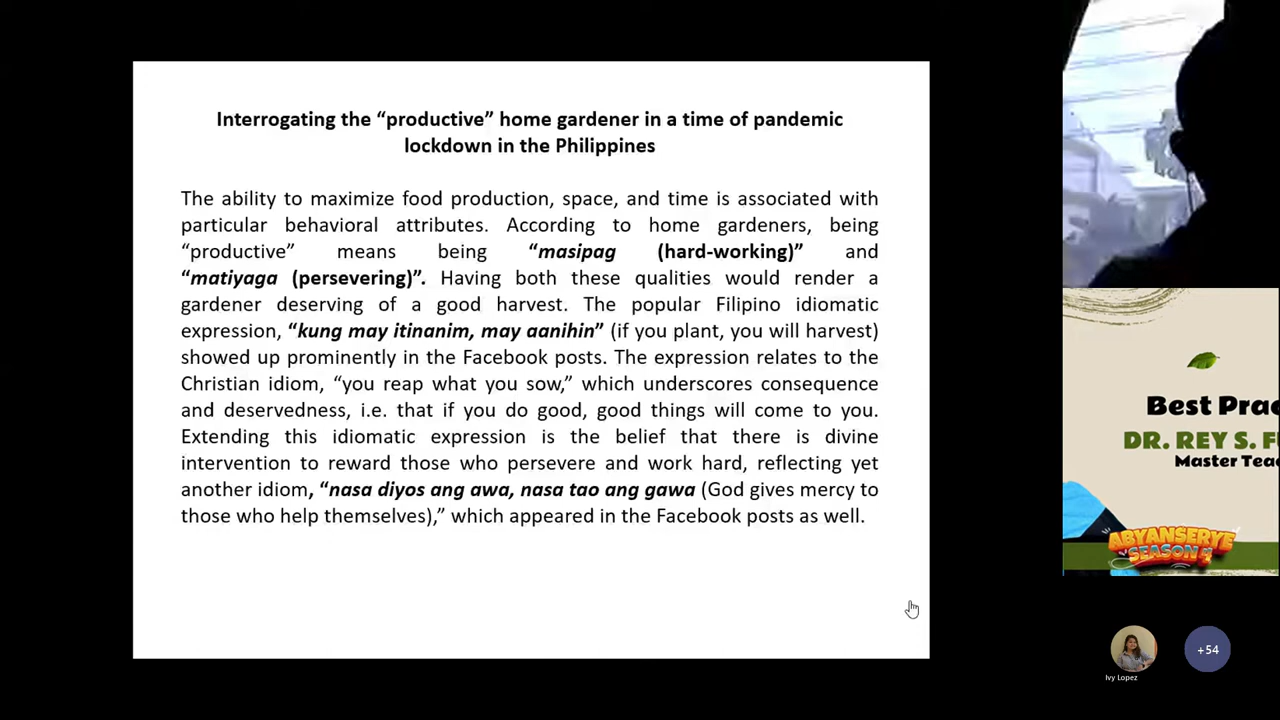 Interrogating the “productive” home gardener in a time of pandemic
lockdown in the Philippines
The ability to maximize food production, space, and time is associated with
particular behavioral attributes. According to home gardeners, being
“productive” means being “masipag (hard-working)” and
“matiyaga (persevering)”. Having both these qualities would render a
gardener deserving of a good harvest. The popular Filipino idiomatic
expression, “kung may itinanim, may aanihin” (if you plant, you will harvest)
showed up prominently in the Facebook posts. The expression relates to the
Christian idiom, “you reap what you sow,” which underscores consequence
and deservedness, i.e. that if you do good, good things will come to you.
Extending this idiomatic expression is the belief that there is divine
intervention to reward those who persevere and work hard, reflecting yet
another idiom, “nasa diyos ang awa, nasa tao ang gawa (God gives mercy to
those who help themselves),” which appeared in the Facebook posts as well.
Best Prac
DR. REY S. F
Master Tea
ABYANSERYE
SEASON
Ivy Lopez
+54